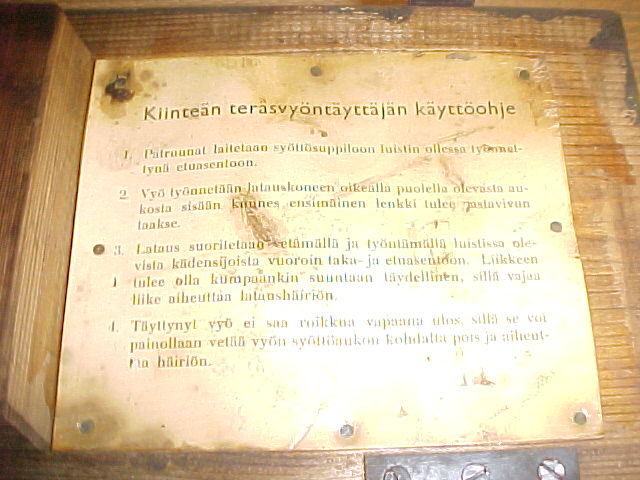 Kiinteän teräsvyöntäyttäjän käyttöohje
1. Patruunat laitetaan syöttösuppiloon luistin ollessa työnnet-
tynä etuasentoon.
2. Vyö työnnetään latauskoneen oikealla puolella olevasta au-
kosta sisään kunnes ensimäinen lenkki tulee vastavivun
taakse.
3. Lataus suoritetaan vetämällä ja työntämällä luistissa ole-
vista kädensijoista vuoroin taka- ja etuasentoon. Liikkeen
tulee olla kumpaankin suuntaan täydellinen, sillä vajaa
liike aiheuttaa lataushäiriön.
4. Täyttynyt vyö ei saa roikkua vapaana ulos, sillä se voi
painollaan vetää vyön syöttöaukon kohdalta pois ja aiheut-
taa häiriön.